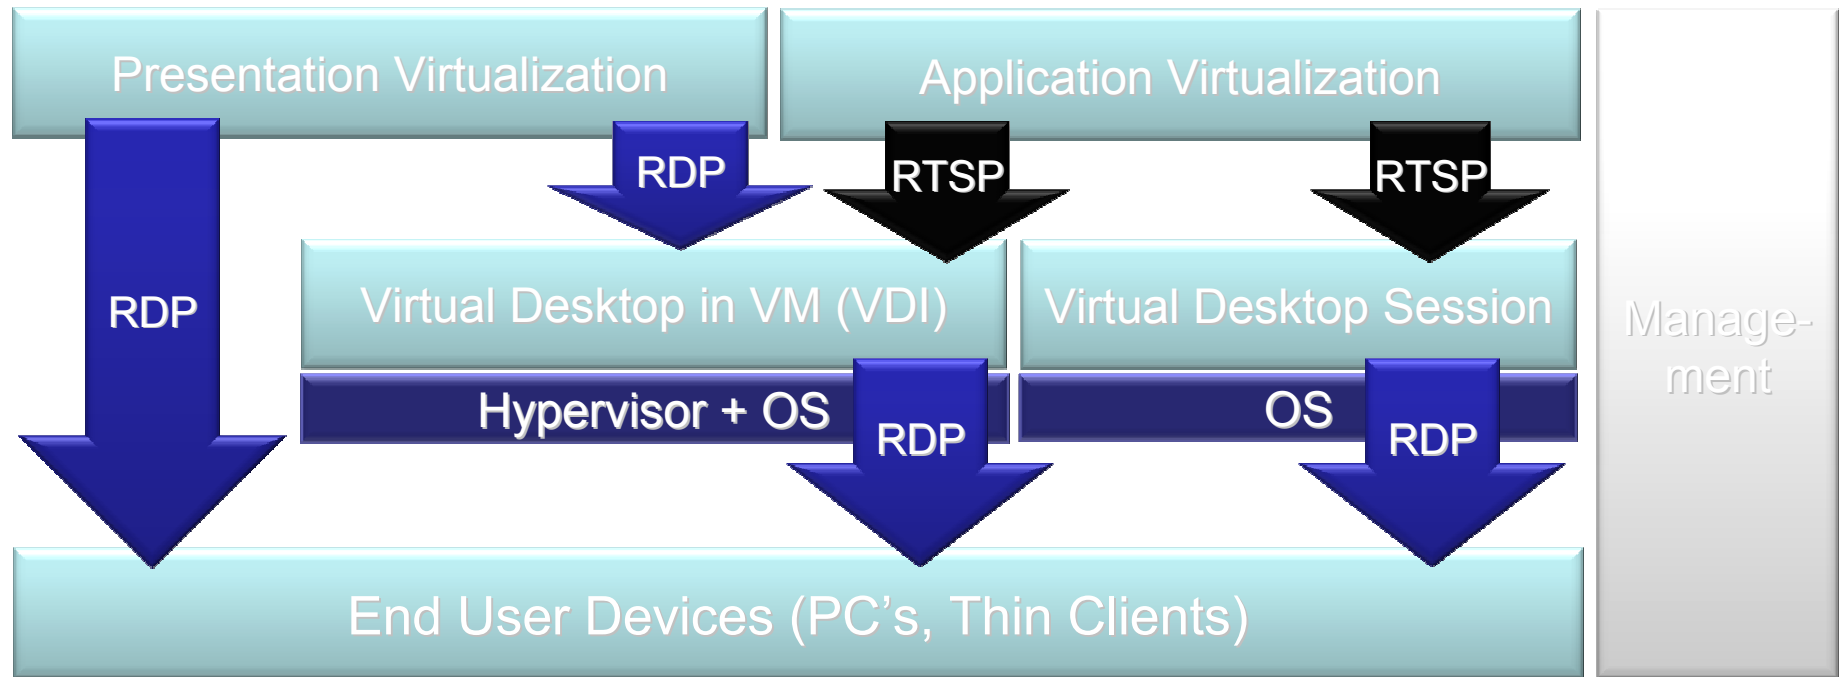 Presentation Virtualization
Application Virtualization
RDP
RTSP
RTSP
RDP
Virtual Desktop in VM (VDI)
Virtual Desktop Session
Manage-
ment
Hypervisor + OS
OS
RDP
RDP
End User Devices (PC’s, Thin Clients)